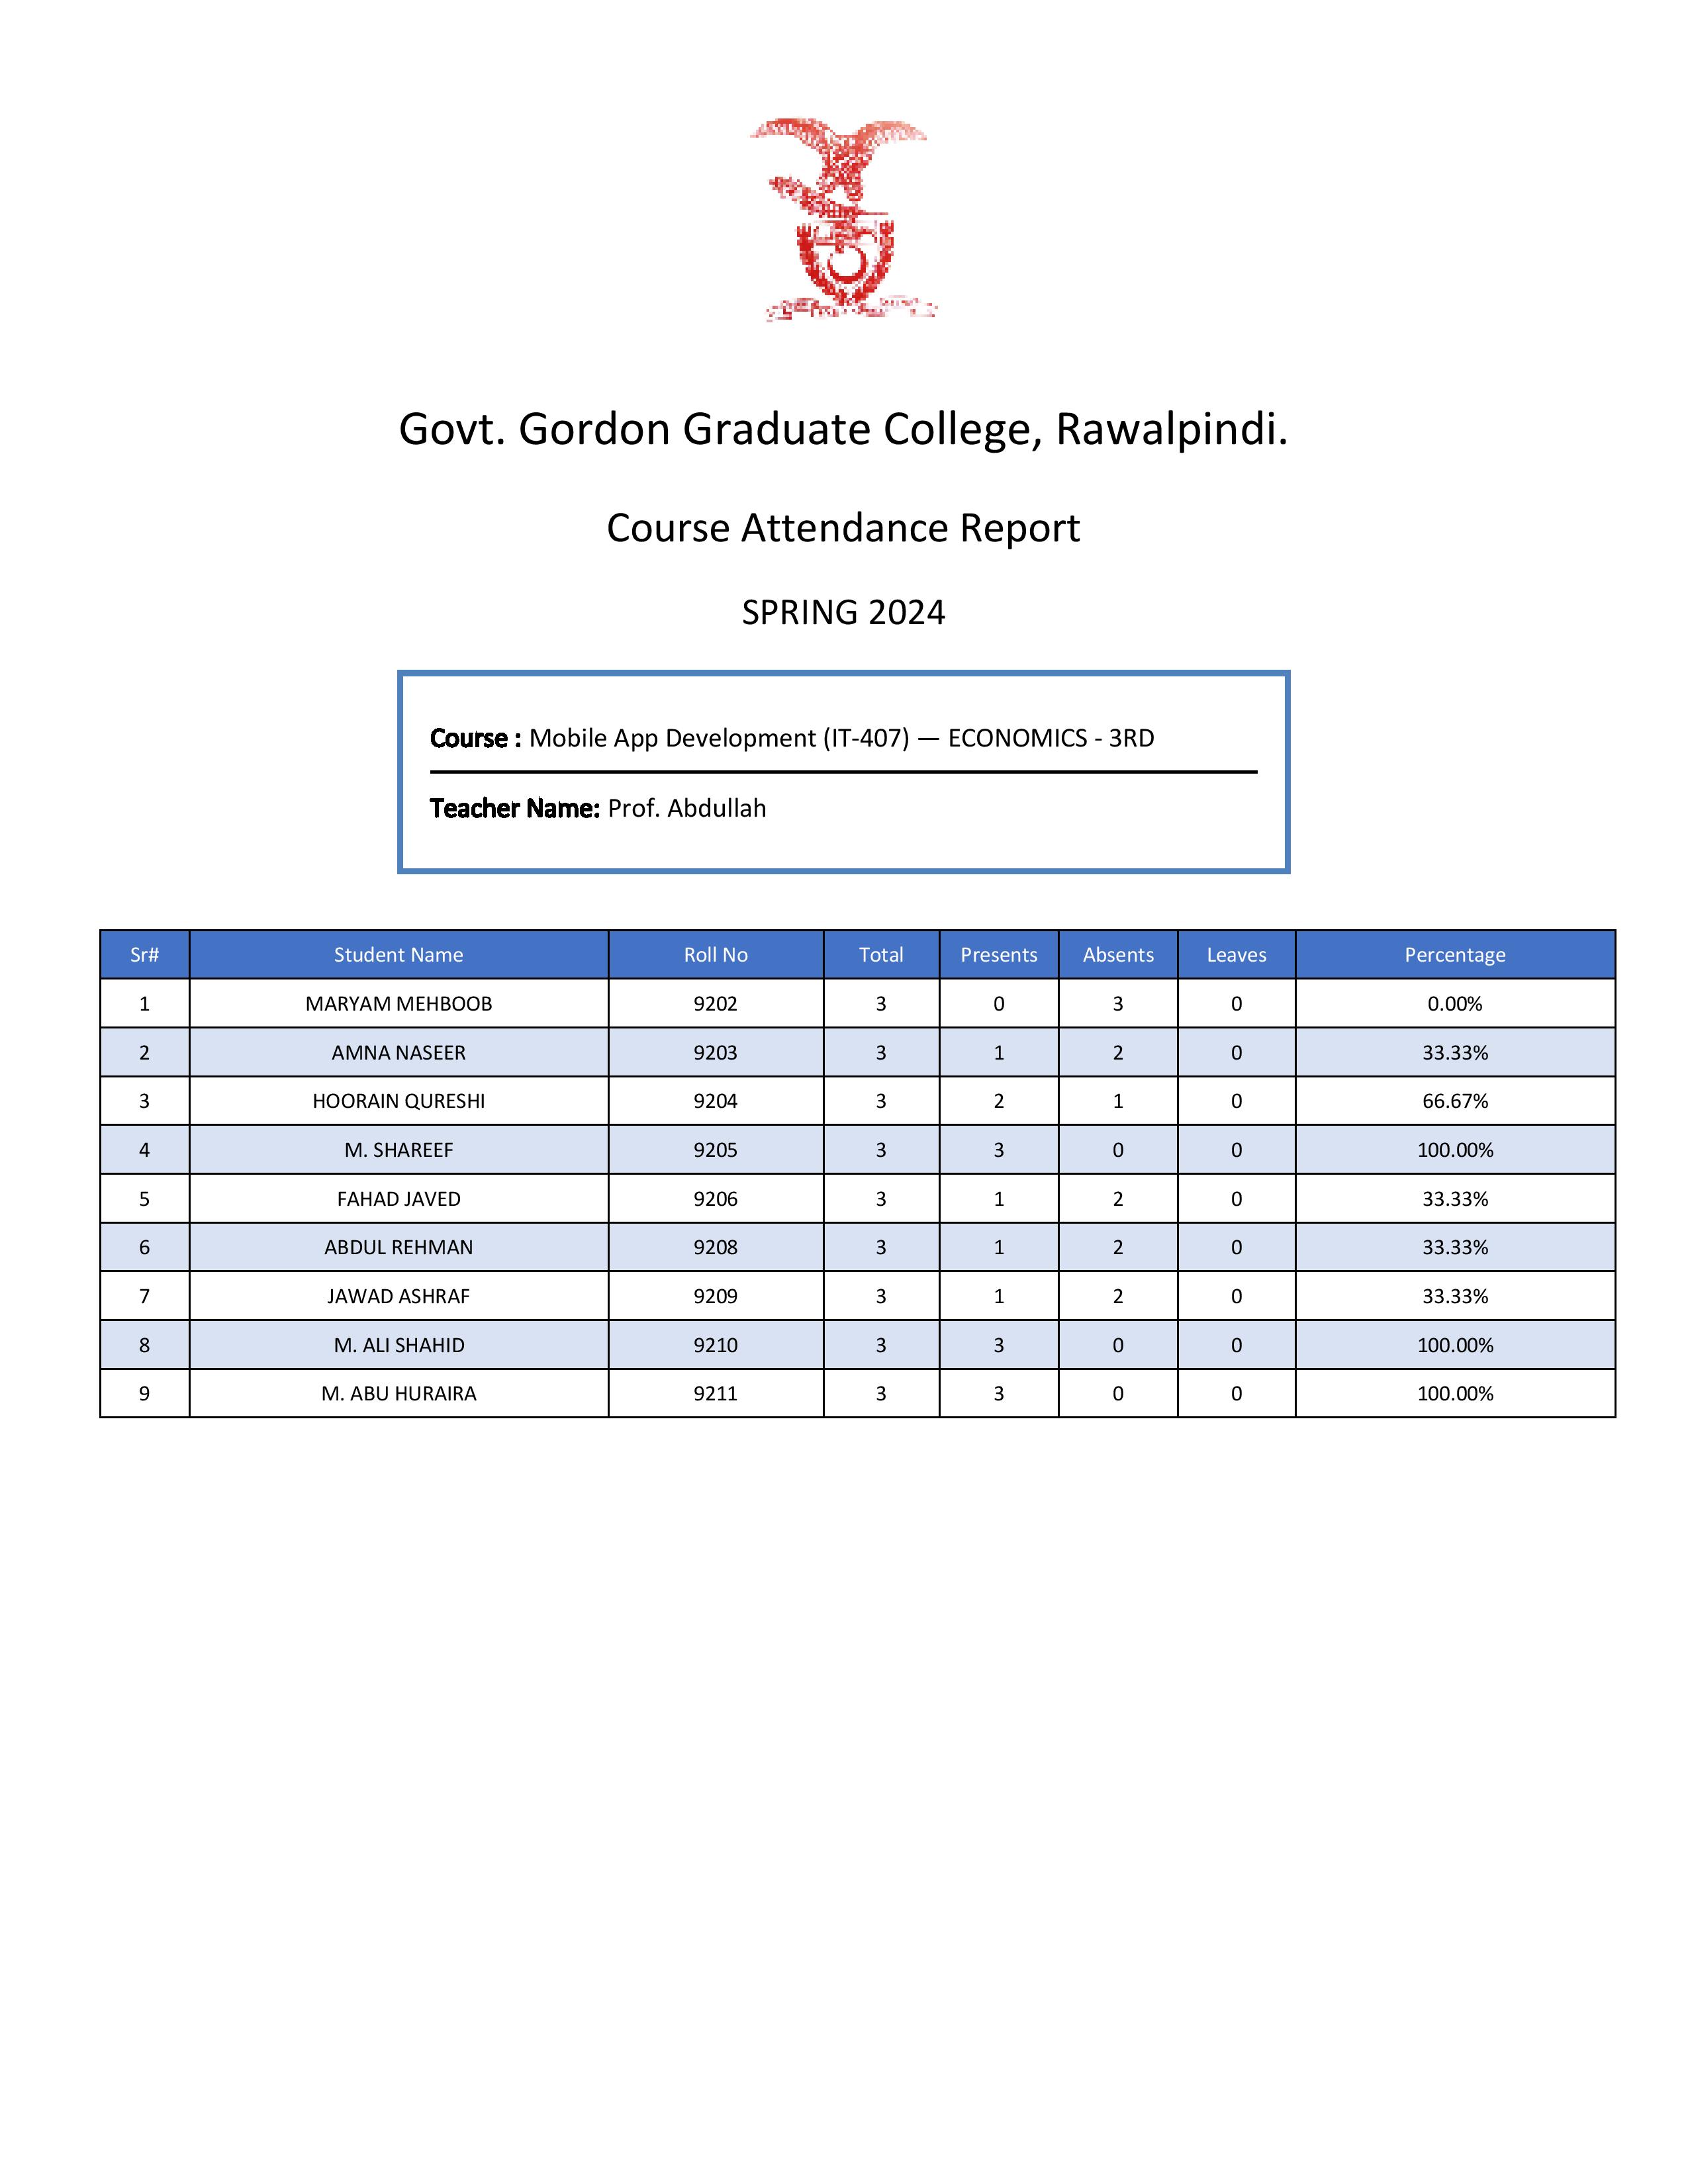 Govt. Gordon Graduate College, Rawalpindi.
Course Attendance Report
SPRING 2024
Course : Mobile App Development (IT-407) — ECONOMICS - 3RD
Teacher Name: Prof. Abdullah
Sr# Student Name Roll No Total Presents Absents Leaves Percentage
1 MARYAM MEHBOOB 9202 3 0 3 0 0.00%
2 AMNA NASEER 9203 3 1 2 0 33.33%
3 HOORAIN QURESHI 9204 3 2 1 0 66.67%
4 M. SHAREEF 9205 3 3 0 0 100.00%
5 FAHAD JAVED 9206 3 1 2 0 33.33%
6 ABDUL REHMAN 9208 3 1 2 0 33.33%
7 JAWAD ASHRAF 9209 3 1 2 0 33.33%
8 M. ALI SHAHID 9210 3 3 0 0 100.00%
9 M. ABU HURAIRA 9211 3 3 0 0 100.00%